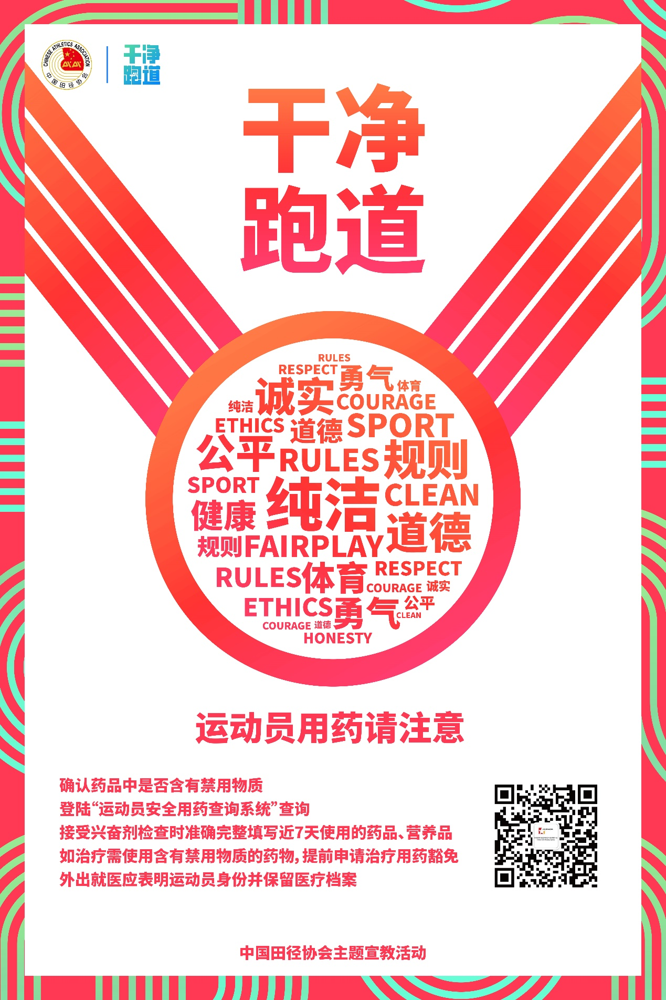 CHINESE ATHLETICS ASSOCIATION
中国田径协会
干净
跑道
干净
跑道
RULES
RESPECT 勇气 体育
纯洁 诚实 COURAGE
ETHICS 道德 SPORT
公平 RULES 规则
SPORT 纯洁 CLEAN
健康 道德
规则 FAIRPLAY
RULES 体育 RESPECT
COURAGE 诚实
ETHICS 勇气 公平
CLEAN
COURAGE 道德
HONESTY
运动员用药请注意
确认药品中是否含有禁用物质
登陆“运动员安全用药查询系统”查询
接受兴奋剂检查时准确完整填写近7天使用的药品、营养品
如治疗需使用含有禁用物质的药物，提前申请治疗用药豁免
外出就医应表明运动员身份并保留医疗档案
中国田径协会主题宣教活动